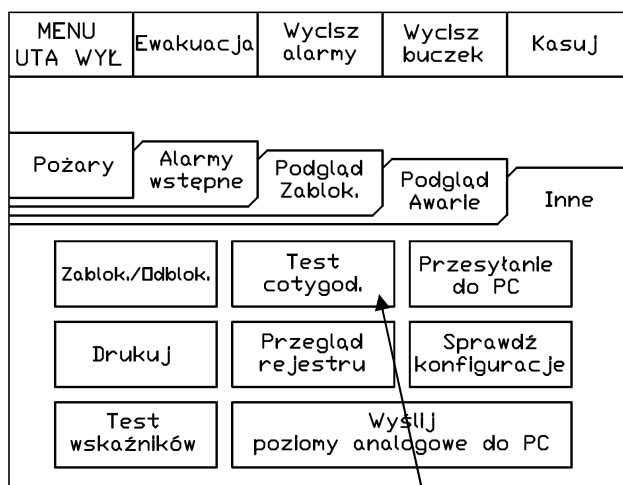 MENU
UTA WYŁ
Ewakuacja
Wycisz
alarmy
Wycisz
buczek
Kasuj
Pożary
Alarmy
wstępne
Podgląd
Zablok.
Podgląd
Awarie
Inne
Zablok./Odblok.
Test
cotygod.
Przesyłanie
do PC
Drukuj
Przegląd
rejestru
Sprawdź
konfiguracje
Test
wskaźników
Wyślij
poziomy analogowe do PC